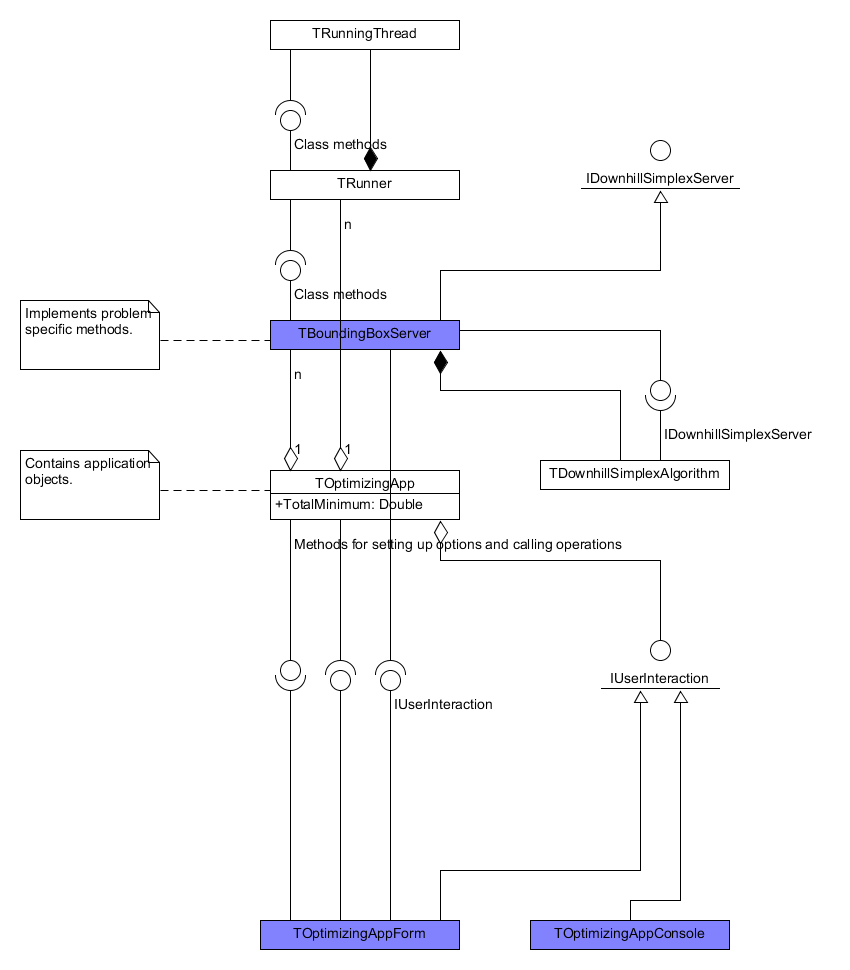 TRunningThread
Class methods
TRunner
IDownhillSimplexServer
n
Class methods
Implements problem
specific methods.
TBoundingBoxServer
n
IDownhillSimplexServer
1
1
Contains application
objects.
TDownhillSimplexAlgorithm
TOptimizingApp
+TotalMinimum: Double
Methods for setting up options and calling operations
IUserInteraction
IUserInteraction
TOptimizingAppForm
TOptimizingAppConsole